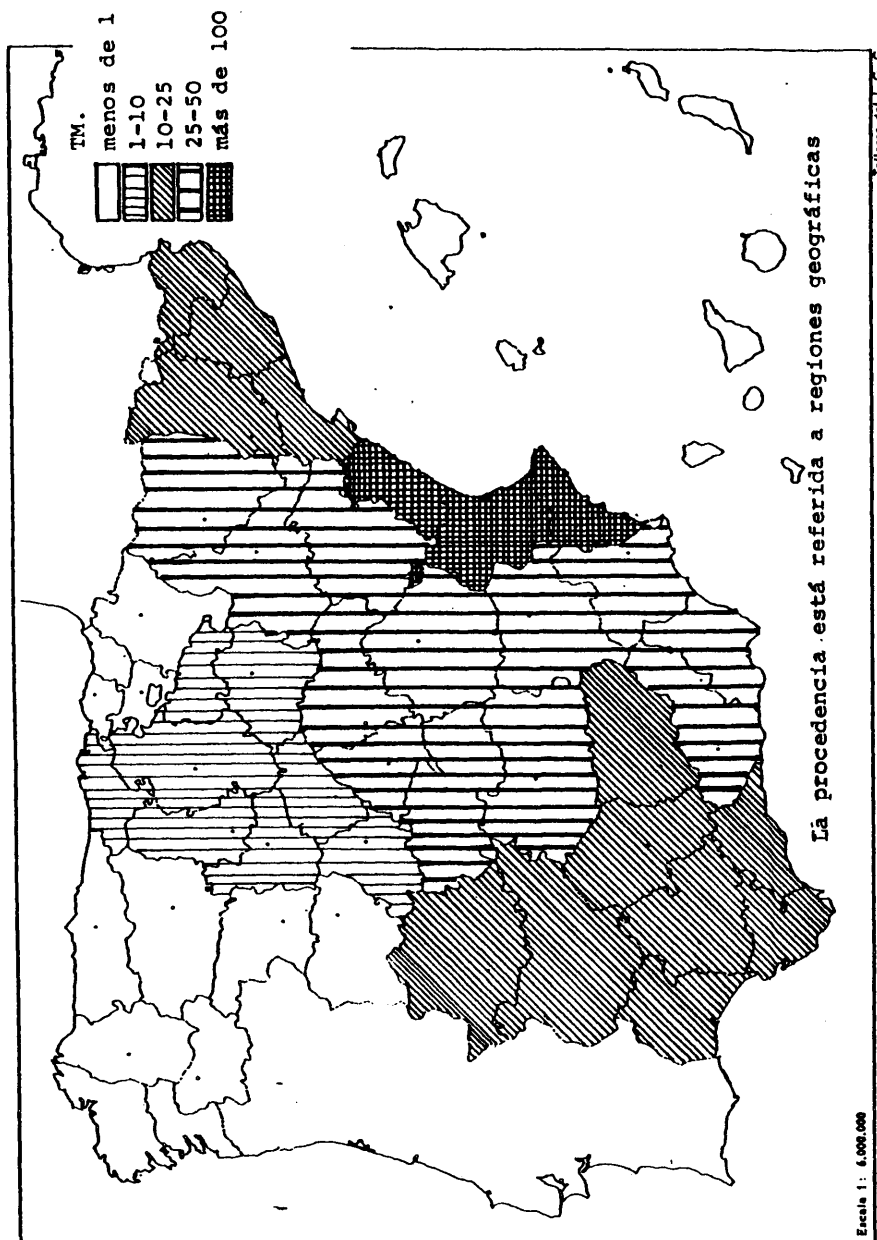 TM.
menos de 1
1-10
10-25
25-50
más de 100
La procedencia está referida a regiones geográficas
Escala 1: 6.000.000